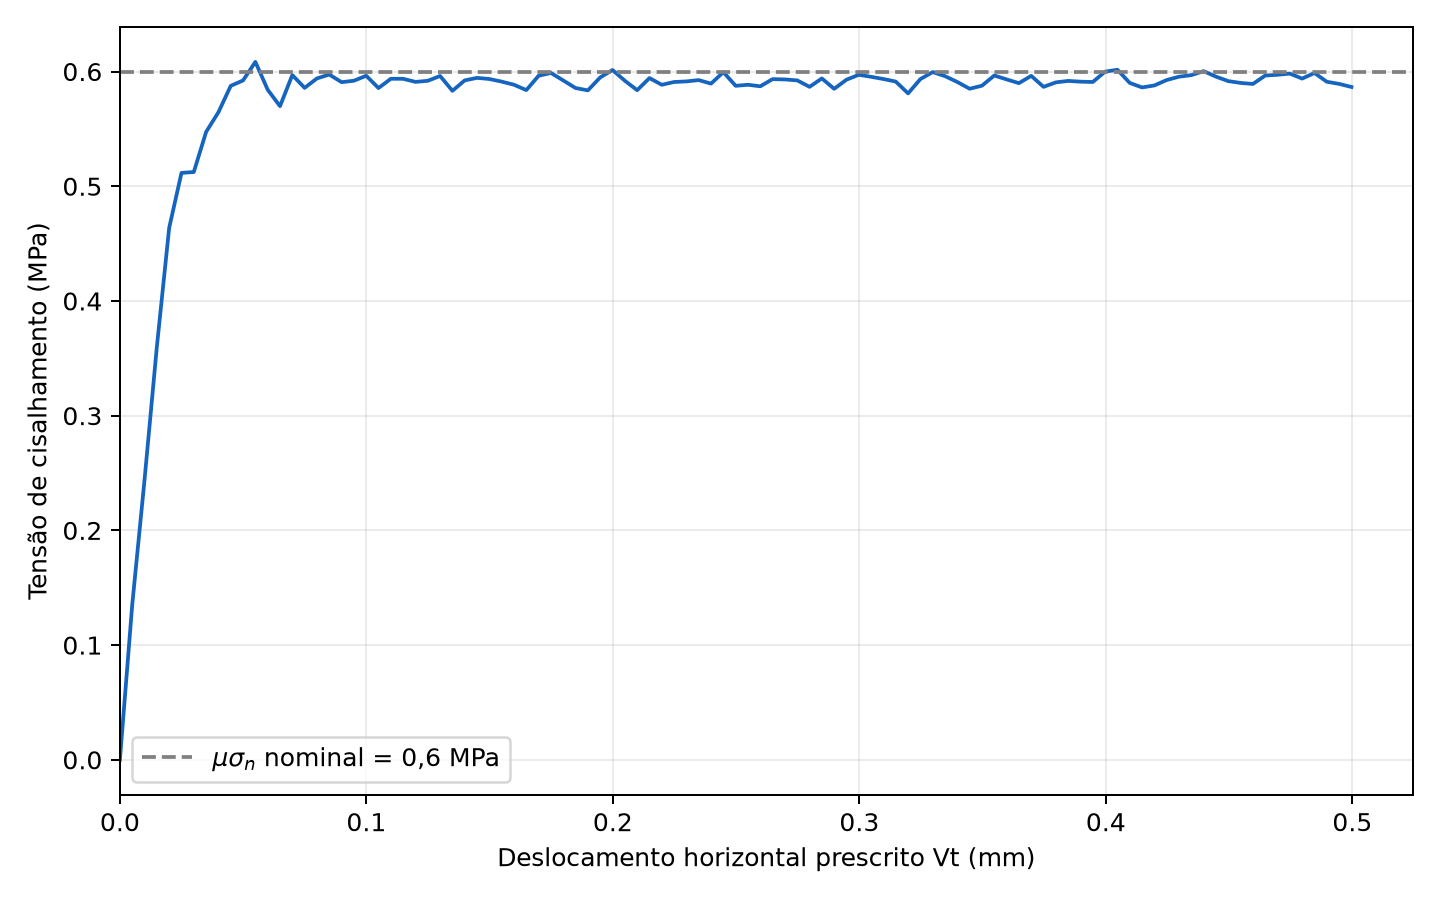 0.6
0.5
0.4
0.3
0.2
0.1
0.0
Tensão de cisalhamento (MPa)
μσn nominal = 0,6 MPa
0.0 0.1 0.2 0.3 0.4 0.5
Deslocamento horizontal prescrito Vt (mm)